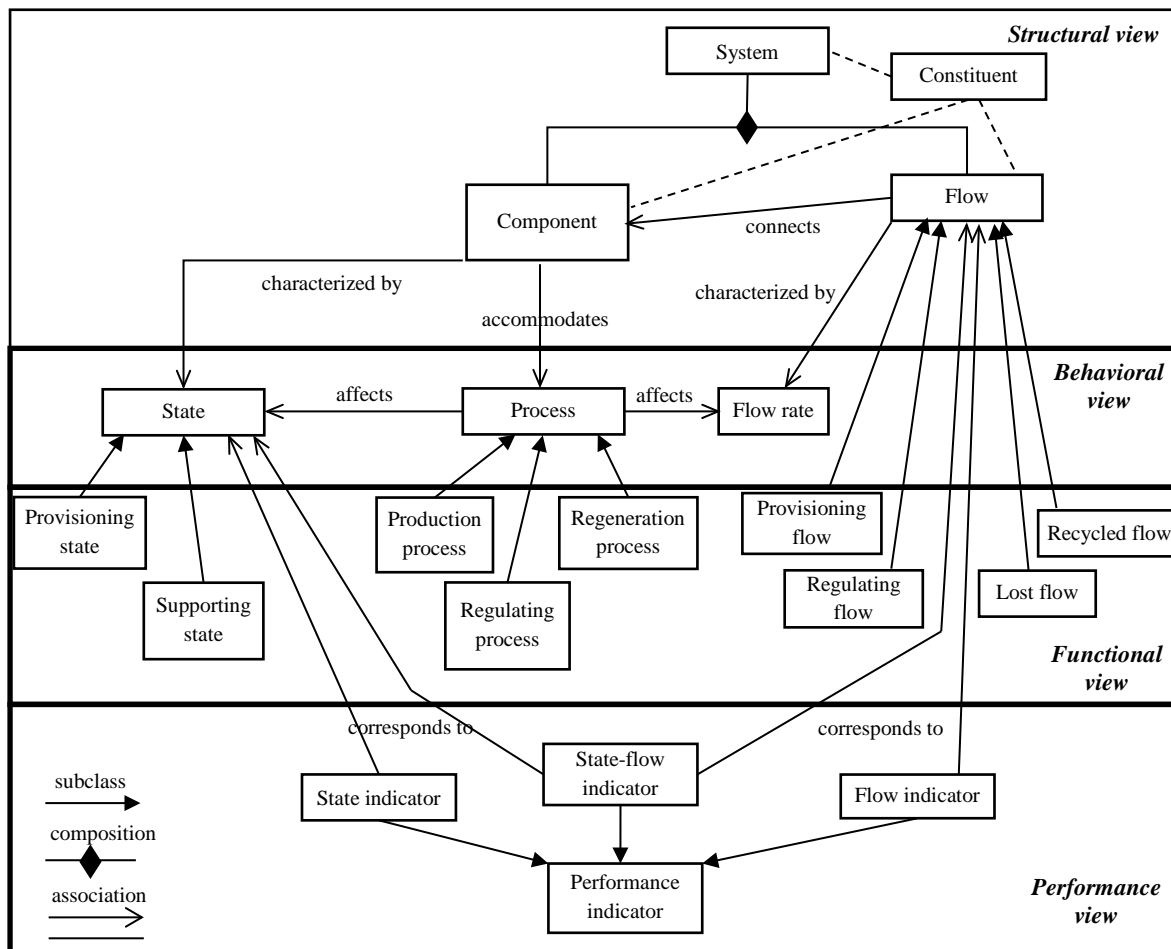 Structural view
System
Constituent
Component
Flow
connects
characterized by
characterized by
accommodates
Behavioral
view
State
affects
Process
affects
Flow rate
Provisioning
state
Production
process
Regeneration
process
Provisioning
flow
Recycled flow
Supporting
state
Regulating
process
Regulating
flow
Lost flow
Functional
view
corresponds to
corresponds to
State-flow
indicator
State indicator
Flow indicator
subclass
composition
association
Performance
indicator
Performance
view